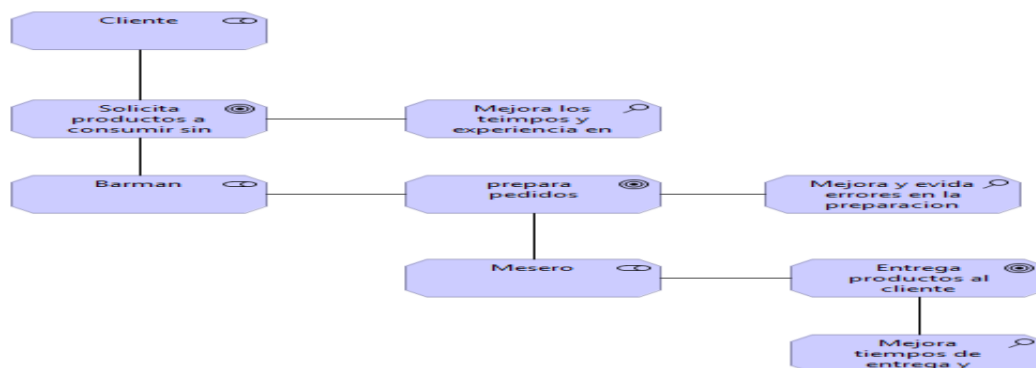 Cliente
Solicita
productos a
consumir sin
Mejora los
teimpos y
experiencia en
Barman
prepara
pedidos
Mejora y evida
errores en la
preparacion
Mesero
Entrega
productos al
cliente
Mejora
tiempos de
entrega y